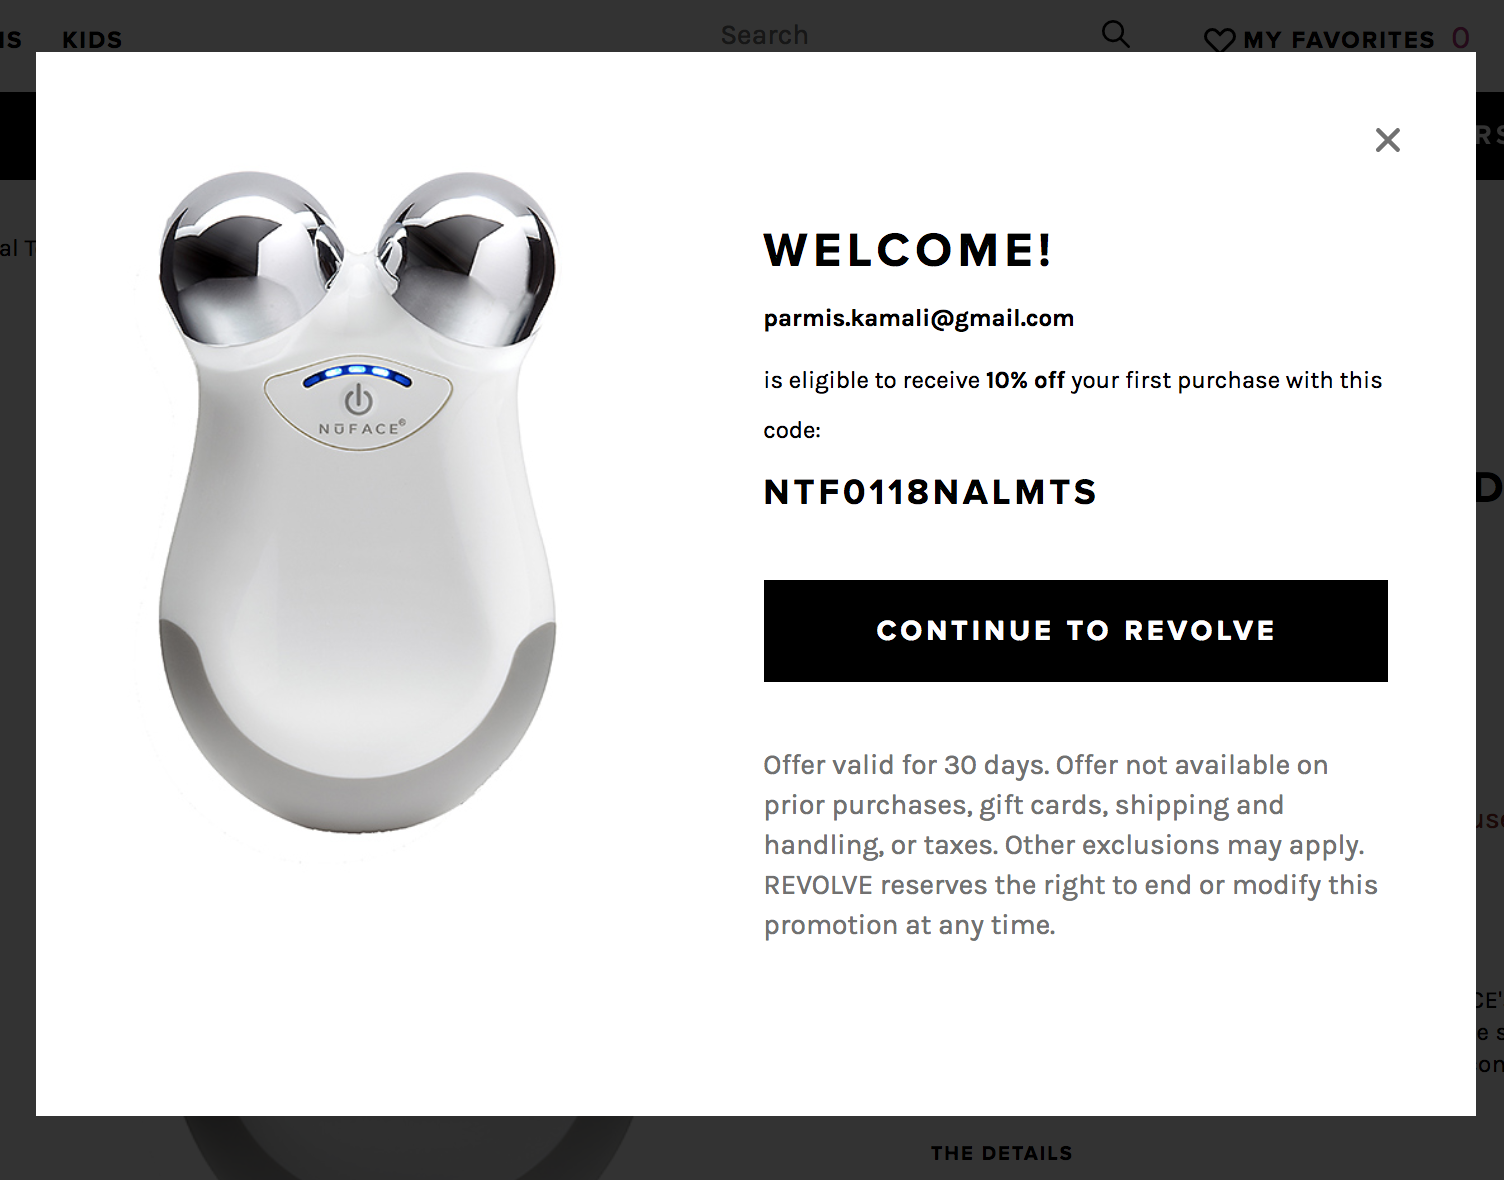 KIDS
Search
MY FAVORITES 0
WELCOME!
parmis.kamali@gmail.com
is eligible to receive 10% off your first purchase with this
code:
NŪFACE®
NTF0118NALMTS
CONTINUE TO REVOLVE
Offer valid for 30 days. Offer not available on
prior purchases, gift cards, shipping and
handling, or taxes. Other exclusions may apply.
REVOLVE reserves the right to end or modify this
promotion at any time.
THE DETAILS